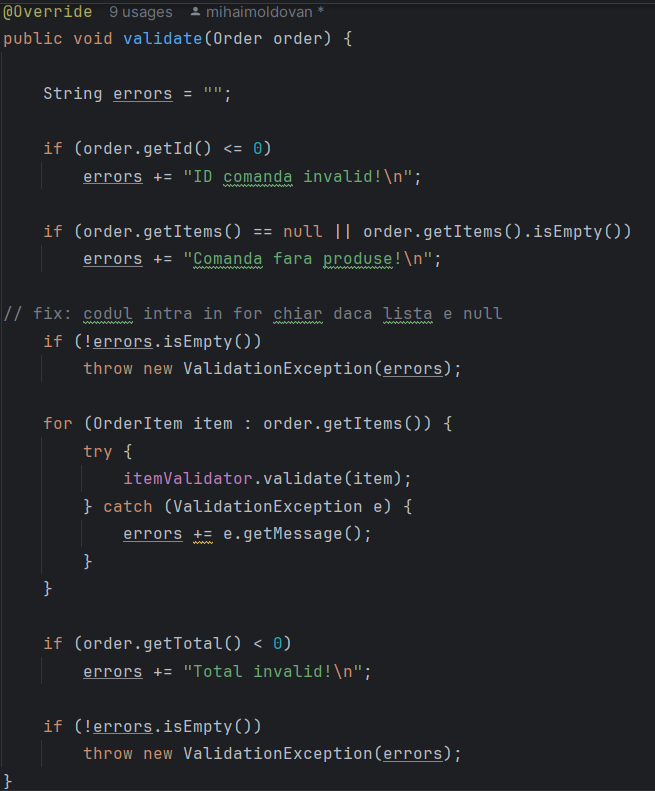 @Override  9 usages  mihaimoldovan *
public void validate(Order order) {
String errors = "";
if (order.getId() <= 0)
errors += "ID comanda invalid!\n";
if (order.getItems() == null || order.getItems().isEmpty())
errors += "Comanda fara produse!\n";
// fix: codul intra in for chiar daca lista e null
if (!errors.isEmpty())
throw new ValidationException(errors);
for (OrderItem item : order.getItems()) {
try {
itemValidator.validate(item);
} catch (ValidationException e) {
errors += e.getMessage();
}
}
if (order.getTotal() < 0)
errors += "Total invalid!\n";
if (!errors.isEmpty())
throw new ValidationException(errors);
}